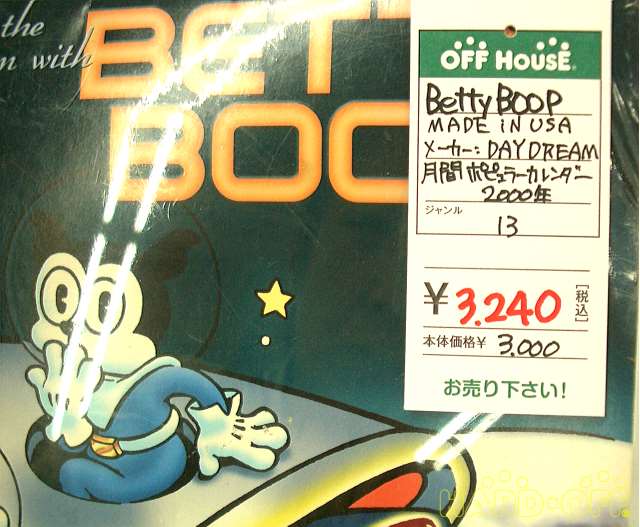 the
m with
BET
BOO
OFF HOUSE
Betty BOOP
MADE IN USA
メーカー:DAYDREAM
月間ポピュラーカレンダー
2000年
ジャンル
13
¥3.240 [税込]
本体価格¥ 3.000
お売り下さい!
HARD・OFF